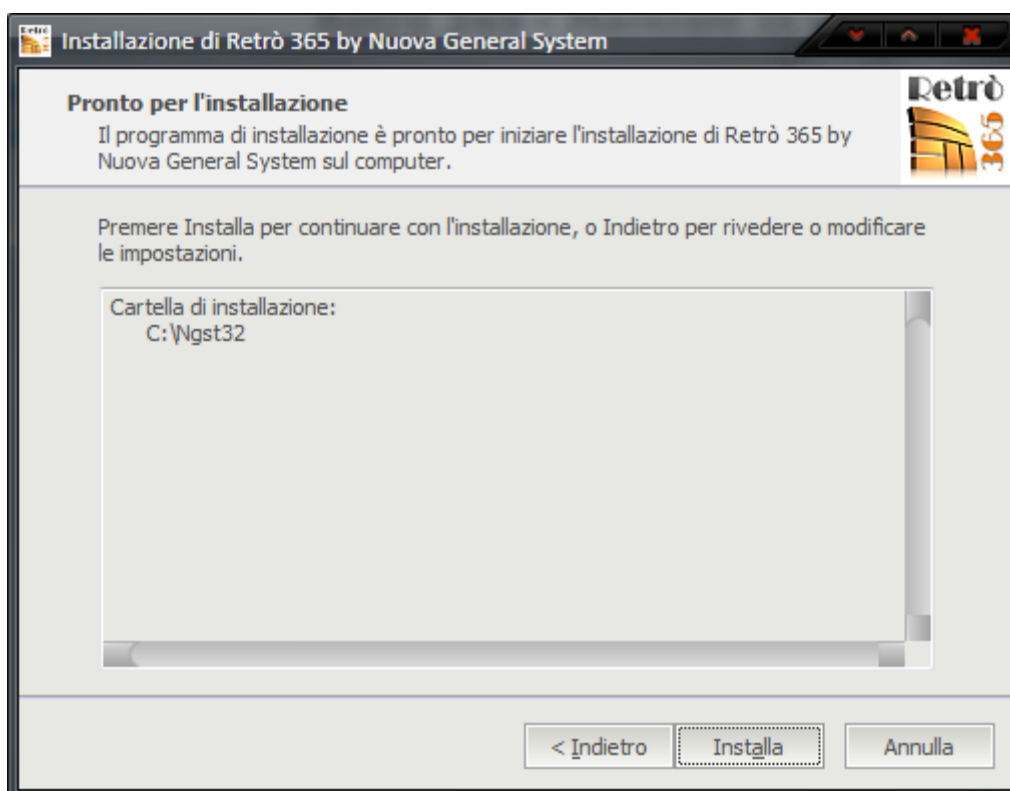 Retrò
Installazione di Retrò 365 by Nuova General System
Pronto per l'installazione
Il programma di installazione è pronto per iniziare l'installazione di Retrò 365 by
Nuova General System sul computer.
Retrò
365
Premere Installa per continuare con l'installazione, o Indietro per rivedere o modificare
le impostazioni.
Cartella di installazione:
C:\Ngst32
< Indietro
Installa
Annulla